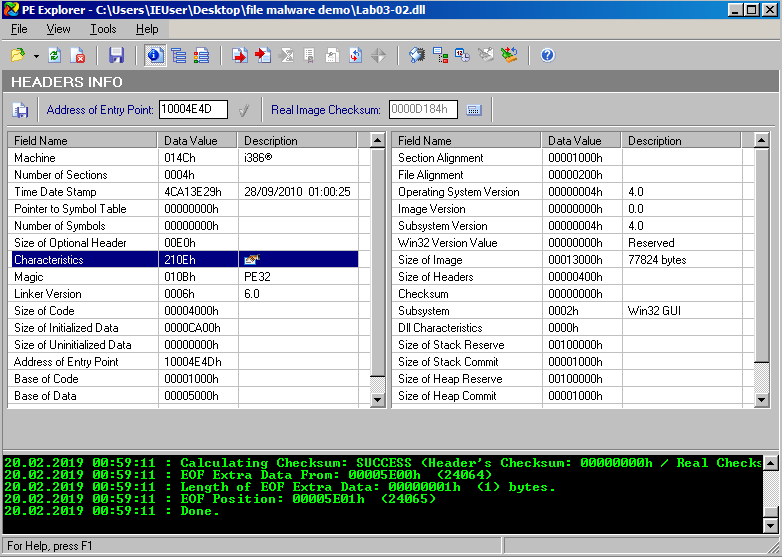 PE Explorer - C:\Users\IEUser\Desktop\file malware demo\Lab03-02.dll
File View Tools Help
HEADERS INFO
Address of Entry Point: 10004E4D Real Image Checksum: 0000D184h
Field Name Data Value Description
Machine 014Ch i386®
Number of Sections 0004h
Time Date Stamp 4CA13E29h 28/09/2010 01:00:25
Pointer to Symbol Table 00000000h
Number of Symbols 00000000h
Size of Optional Header 00E0h
Characteristics 210Eh
Magic 010Bh PE32
Linker Version 0006h 6.0
Size of Code 00004000h
Size of Initialized Data 0000CA00h
Size of Uninitialized Data 00000000h
Address of Entry Point 10004E4Dh
Base of Code 00001000h
Base of Data 00005000h
Field Name Data Value Description
Section Alignment 00001000h
File Alignment 00000200h
Operating System Version 00000004h 4.0
Image Version 00000000h 0.0
Subsystem Version 00000004h 4.0
Win32 Version Value 00000000h Reserved
Size of Image 00013000h 77824 bytes
Size of Headers 00000400h
Checksum 00000000h
Subsystem 0002h Win32 GUI
Dll Characteristics 0000h
Size of Stack Reserve 00100000h
Size of Stack Commit 00001000h
Size of Heap Reserve 00100000h
Size of Heap Commit 00001000h
20.02.2019 00:59:11 : Calculating Checksum: SUCCESS (Header's Checksum: 00000000h / Real Checks
20.02.2019 00:59:11 : EOF Extra Data From: 00005E00h (24064)
20.02.2019 00:59:11 : Length of EOF Extra Data: 00000001h (1) bytes.
20.02.2019 00:59:11 : EOF Position: 00005E01h (24065)
20.02.2019 00:59:11 : Done.
For Help, press F1